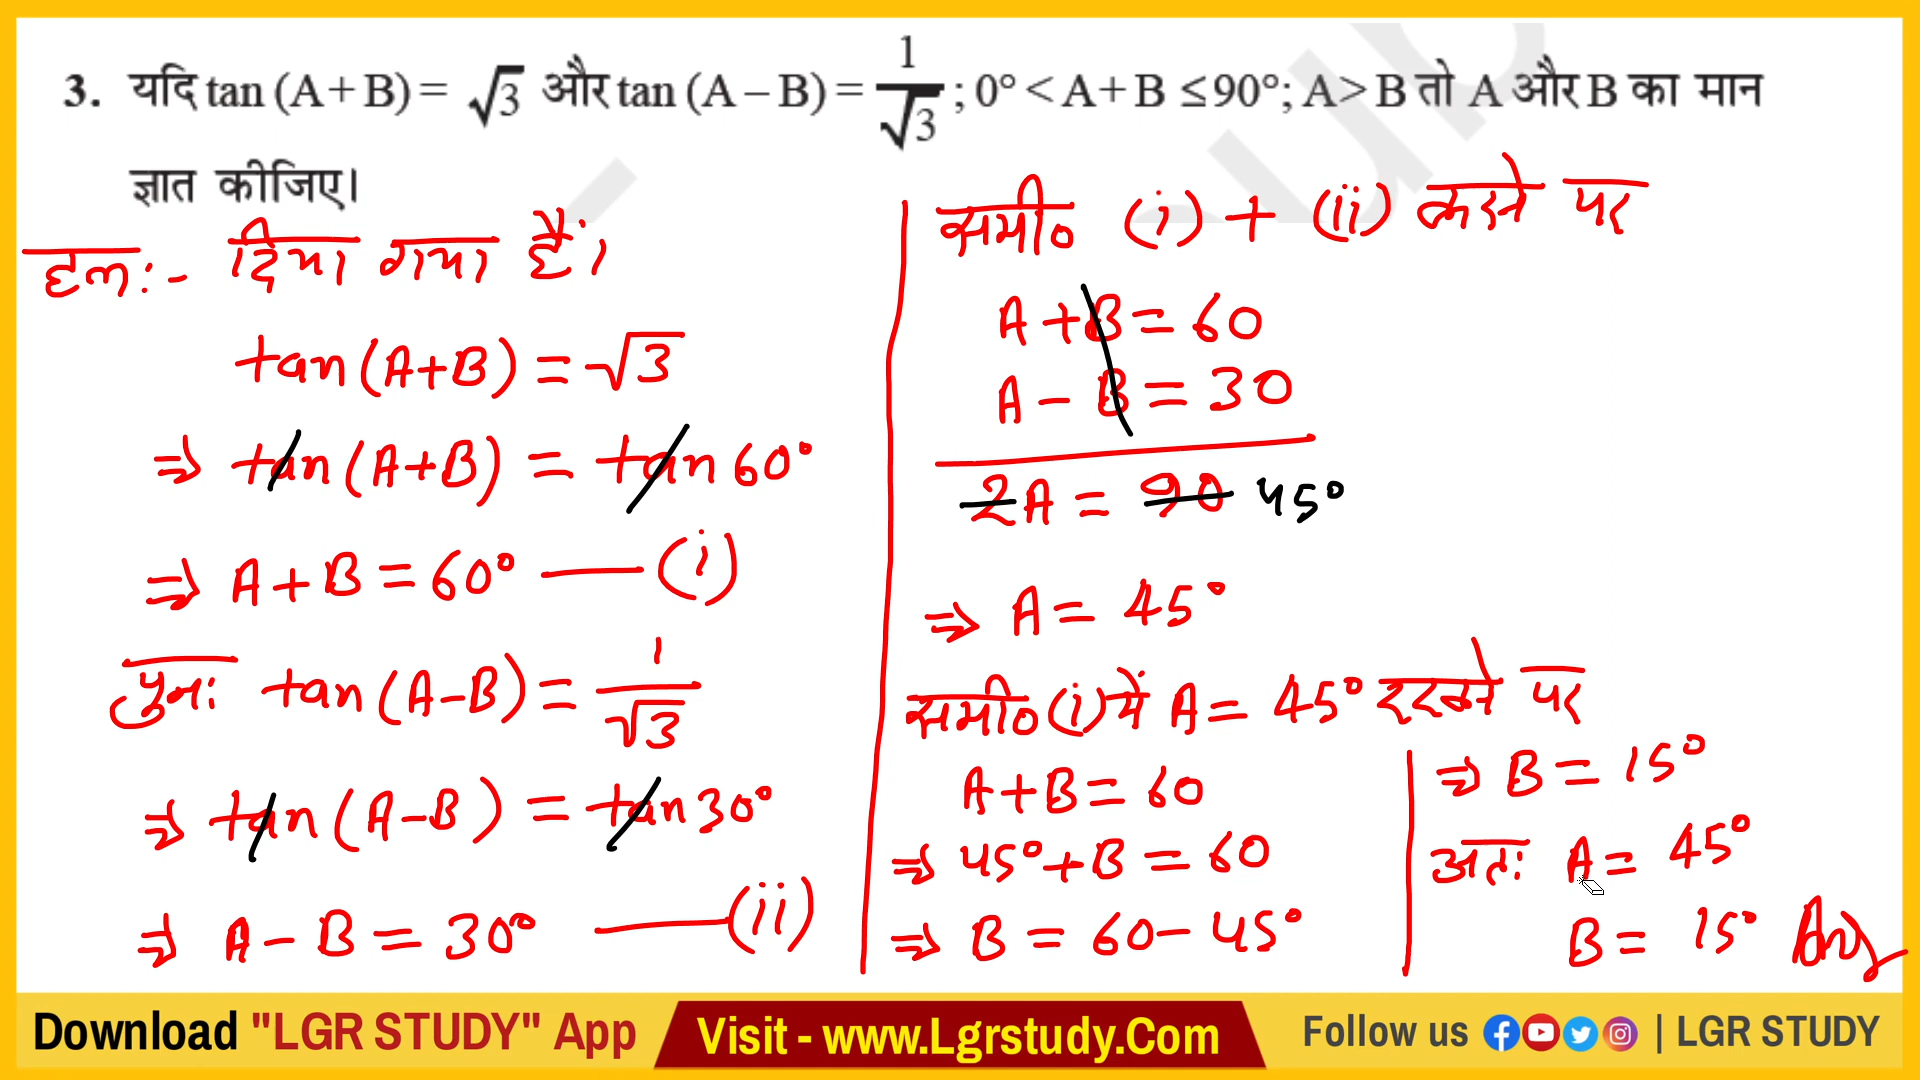 3. यदि tan (A+B) = √3 और tan (A – B) = 1/√3 ; 0° < A+B ≤ 90°; A > B तो A और B का मान
ज्ञात कीजिए।
हल:- दिया गया है।
tan(A+B) = √3
⇒ tan(A+B) = tan 60°
⇒ A+B = 60° —— (i)
पुनः tan(A-B) = 1/√3
⇒ tan(A-B) = tan 30°
⇒ A-B = 30° —— (ii)
समी० (i) + (ii) करने पर
A+B = 60
A-B = 30
2A = 90 45°
⇒ A = 45°
समी० (i) में A = 45° रखने पर
A+B = 60
⇒ 45°+B = 60
⇒ B = 60-45°
⇒ B = 15°
अतः A = 45°
B = 15° Ans
Download "LGR STUDY" App
Visit - www.Lgrstudy.Com
Follow us | LGR STUDY